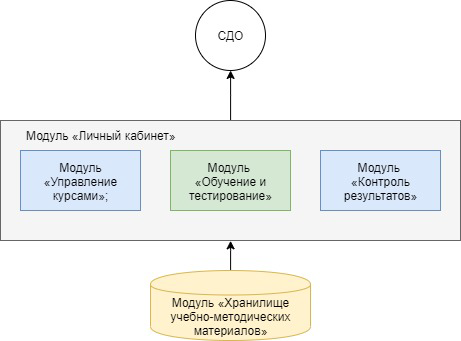 СДО
Модуль «Личный кабинет»
Модуль
«Управление
курсами»;
Модуль
«Обучение и
тестирование»
Модуль
«Контроль
результатов»
Модуль «Хранилище
учебно-методических
материалов»